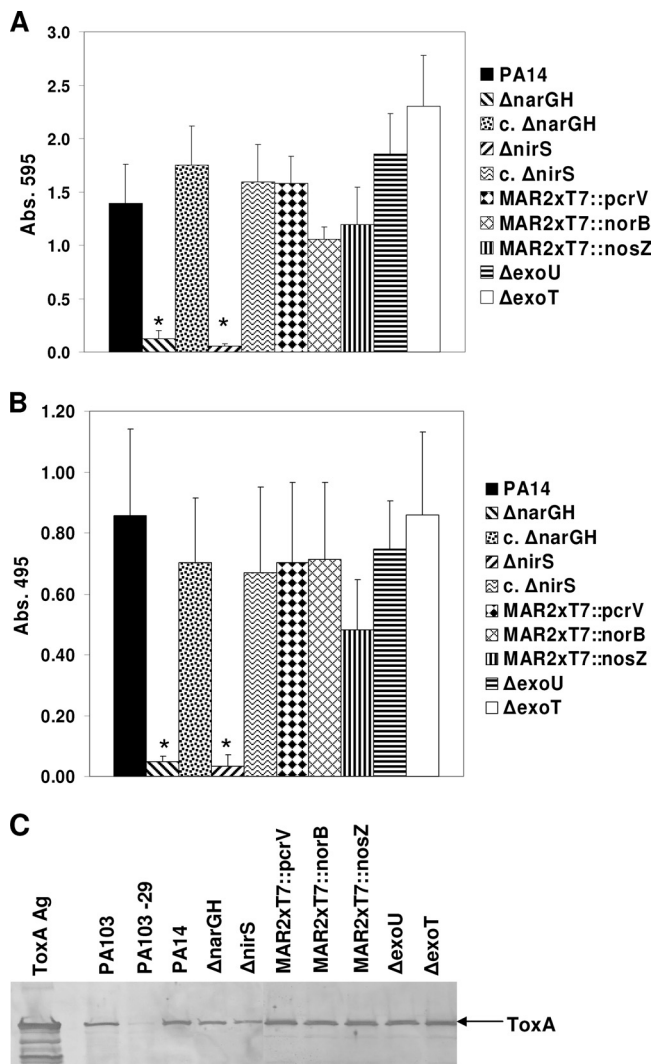 A
3.0
2.5
2.0
1.5
1.0
0.5
0.0
Abs. 595
*
*
PA14
ΔnarGH
c. ΔnarGH
ΔnirS
c. ΔnirS
MAR2xT7::pcrV
MAR2xT7::norB
MAR2xT7::nosZ
ΔexoU
ΔexoT
B
1.20
1.00
0.80
0.60
0.40
0.20
0.00
Abs. 495
*
*
PA14
ΔnarGH
c. ΔnarGH
ΔnirS
c. ΔnirS
MAR2xT7::pcrV
MAR2xT7::norB
MAR2xT7::nosZ
ΔexoU
ΔexoT
C
ToxA Ag
PA103
PA103 -29
PA14
ΔnarGH
ΔnirS
MAR2xT7::pcrV
MAR2xT7::norB
MAR2xT7::nosZ
ΔexoU
ΔexoT
ToxA